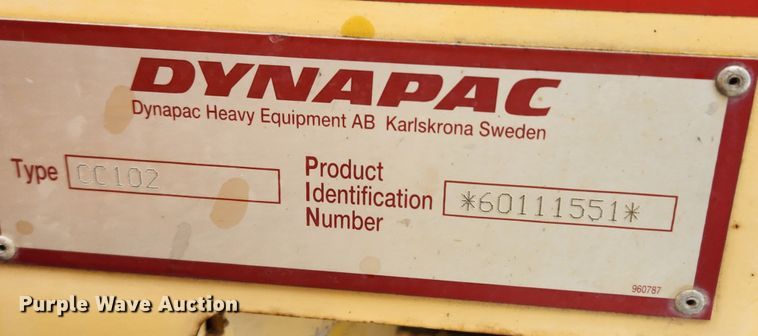 DYNAPAC
Dynapac Heavy Equipment AB Karlskrona Sweden
Type CC102
Product
Identification
Number
*60111551*
960787
Purple Wave Auction